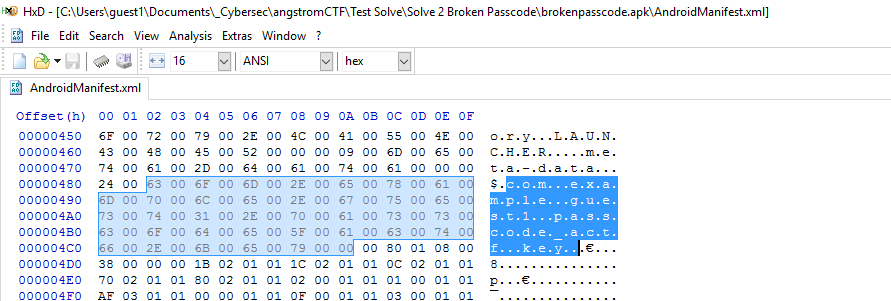 HxD - [C:\Users\guest1\Documents\_Cybersec\angstromCTF\Test Solve\Solve 2 Broken Passcode\brokenpasscode.apk\AndroidManifest.xml]
File Edit Search View Analysis Extras Window ?
16 ANSI hex
AndroidManifest.xml
Offset(h) 00 01 02 03 04 05 06 07 08 09 0A 0B 0C 0D 0E 0F
00000450 6F 00 72 00 79 00 2E 00 4C 00 41 00 55 00 4E 00 o.r.y...L.A.U.N.
00000460 43 00 48 00 45 00 52 00 00 00 09 00 6D 00 65 00 C.H.E.R.....m.e.
00000470 74 00 61 00 2D 00 64 00 61 00 74 00 61 00 00 00 t.a.-.d.a.t.a...
00000480 24 00 63 00 6F 00 6D 00 2E 00 65 00 78 00 61 00 $.c.o.m...e.x.a.
00000490 6D 00 70 00 6C 00 65 00 2E 00 67 00 75 00 65 00 m.p.l.e...g.u.e.
000004A0 73 00 74 00 31 00 2E 00 70 00 61 00 73 00 73 00 s.t.1...p.a.s.s.
000004B0 63 00 6F 00 64 00 65 00 5F 00 61 00 63 00 74 00 c.o.d.e._.a.c.t.
000004C0 66 00 2E 00 6B 00 65 00 79 00 00 00 80 01 08 00 f...k.e.y...€...
000004D0 38 00 00 00 1B 02 01 01 1C 02 01 01 0C 02 01 01 8...............
000004E0 70 02 01 01 80 02 01 01 02 00 01 01 01 00 01 01 p...€...........
000004F0 AF 03 01 01 00 00 01 01 0F 00 01 01 03 00 01 01